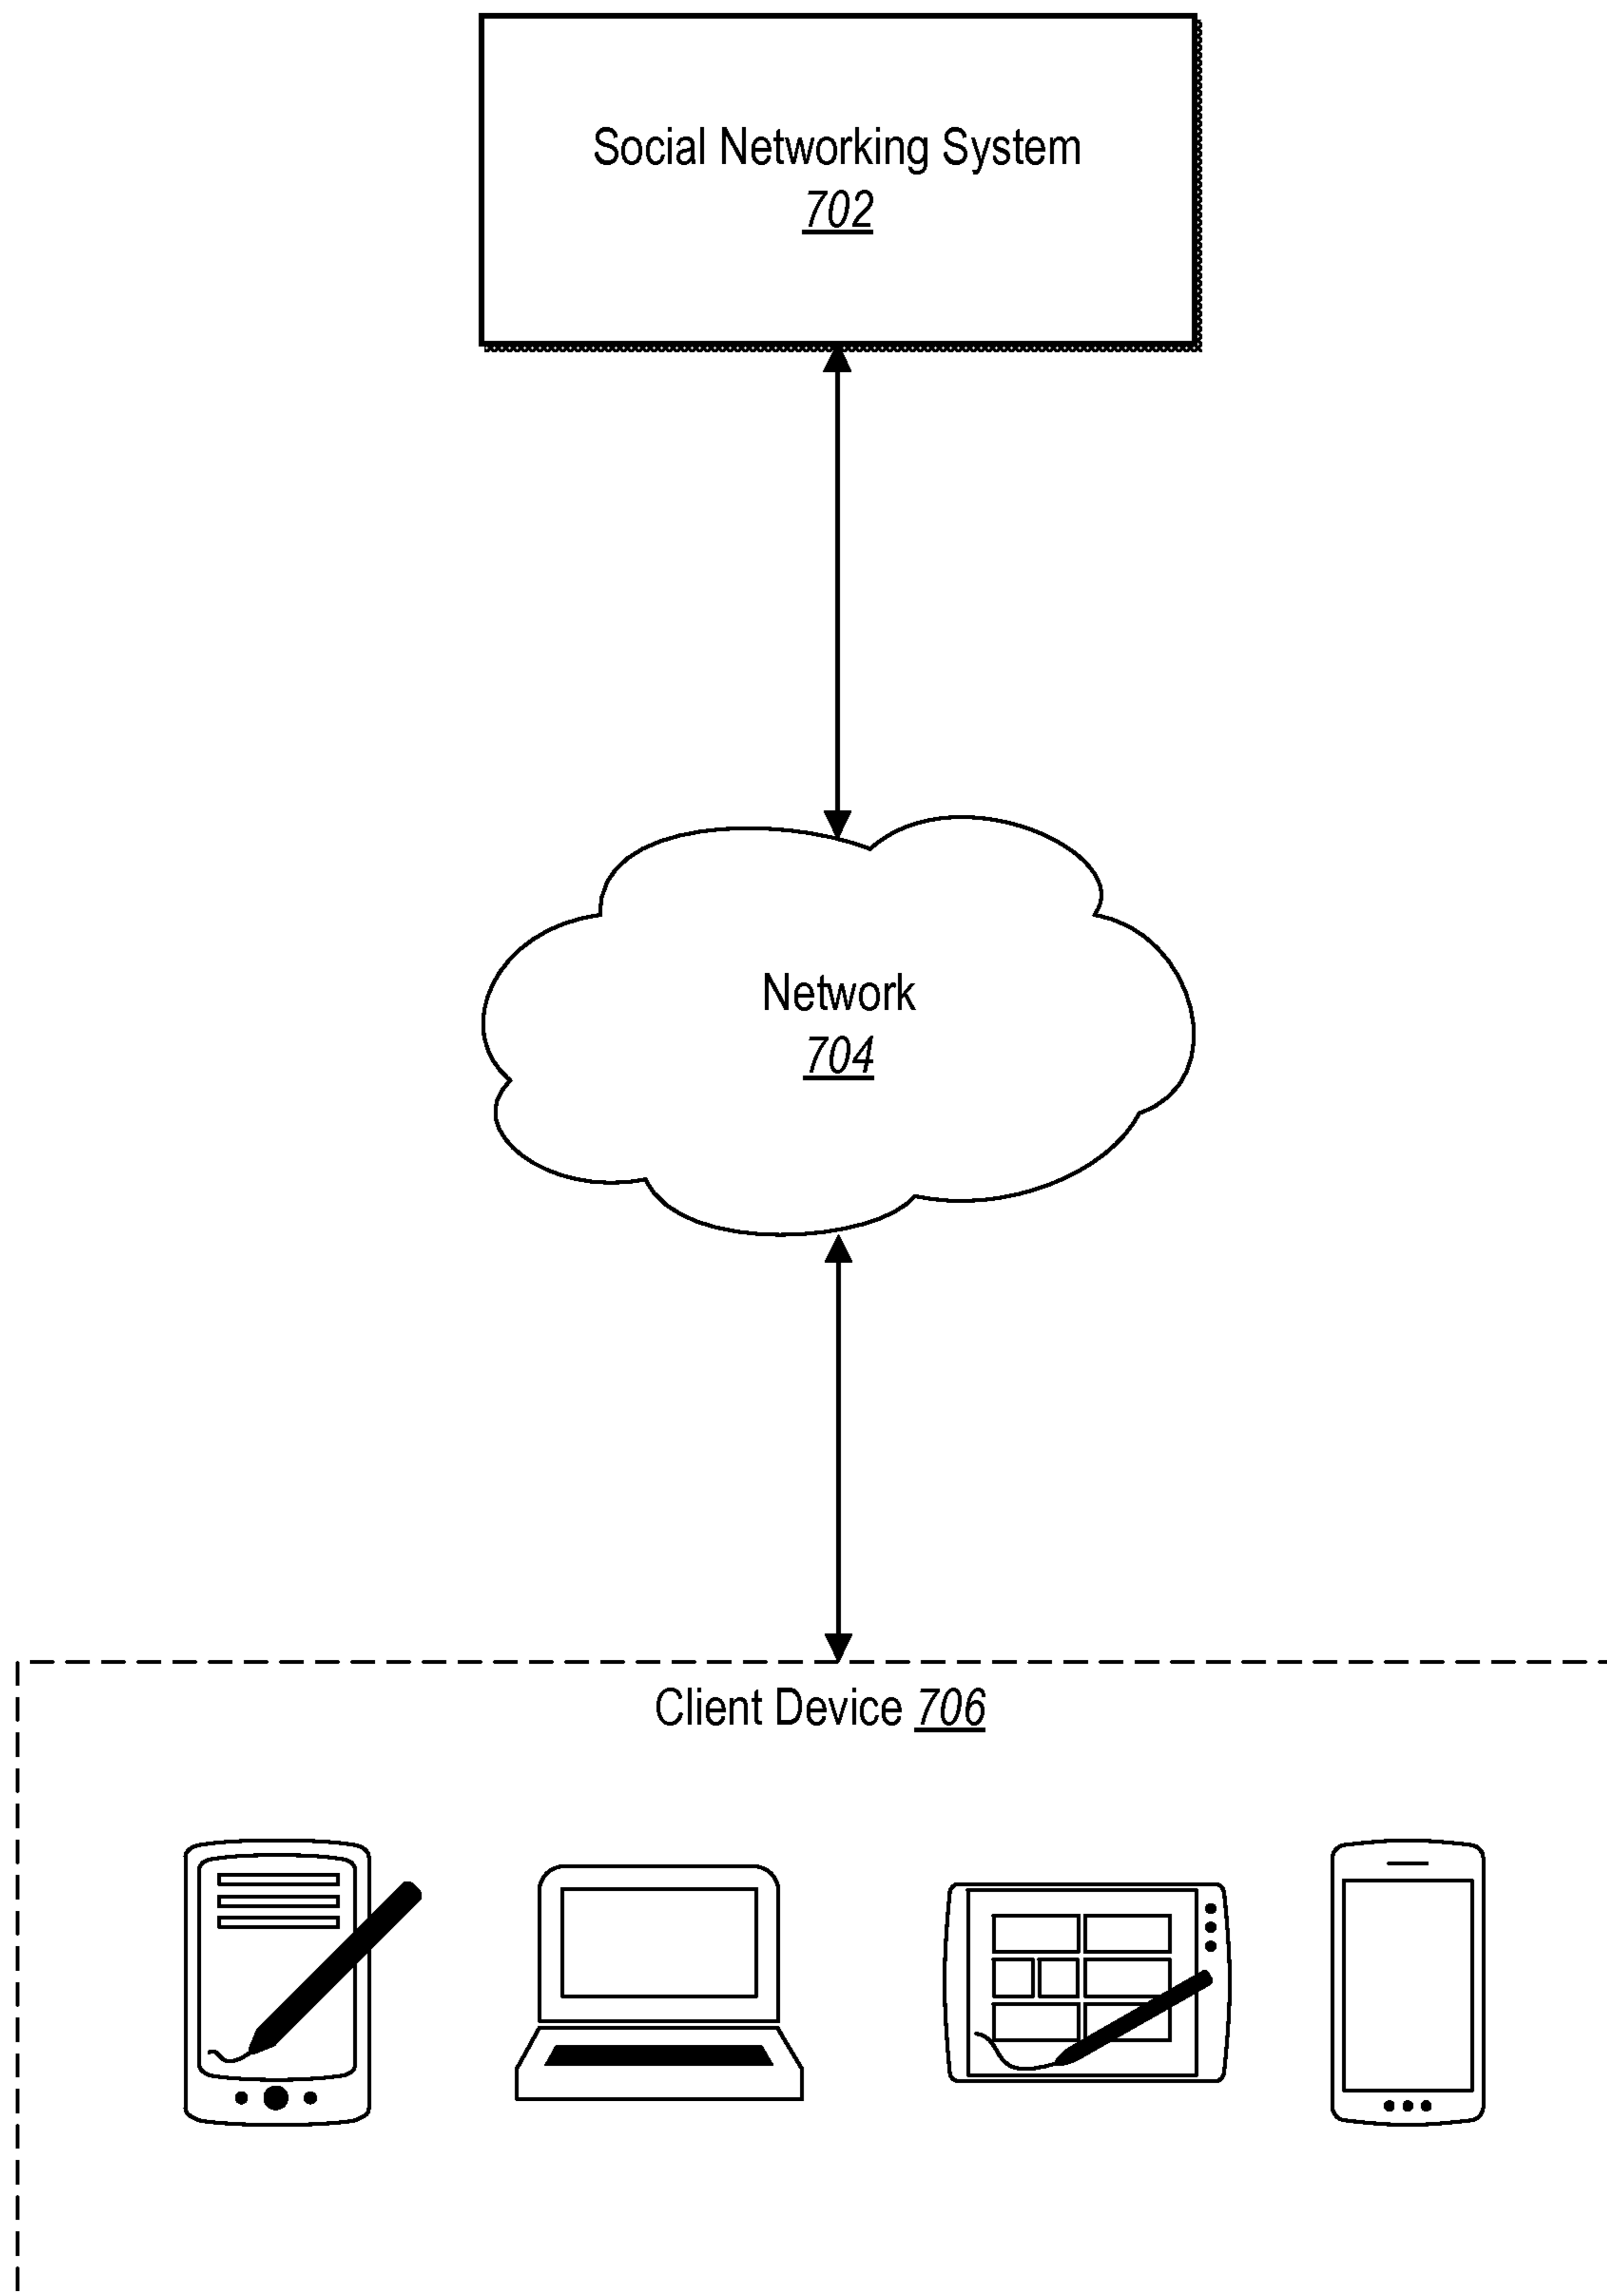 Social Networking System
702
Network
704
Client Device 706